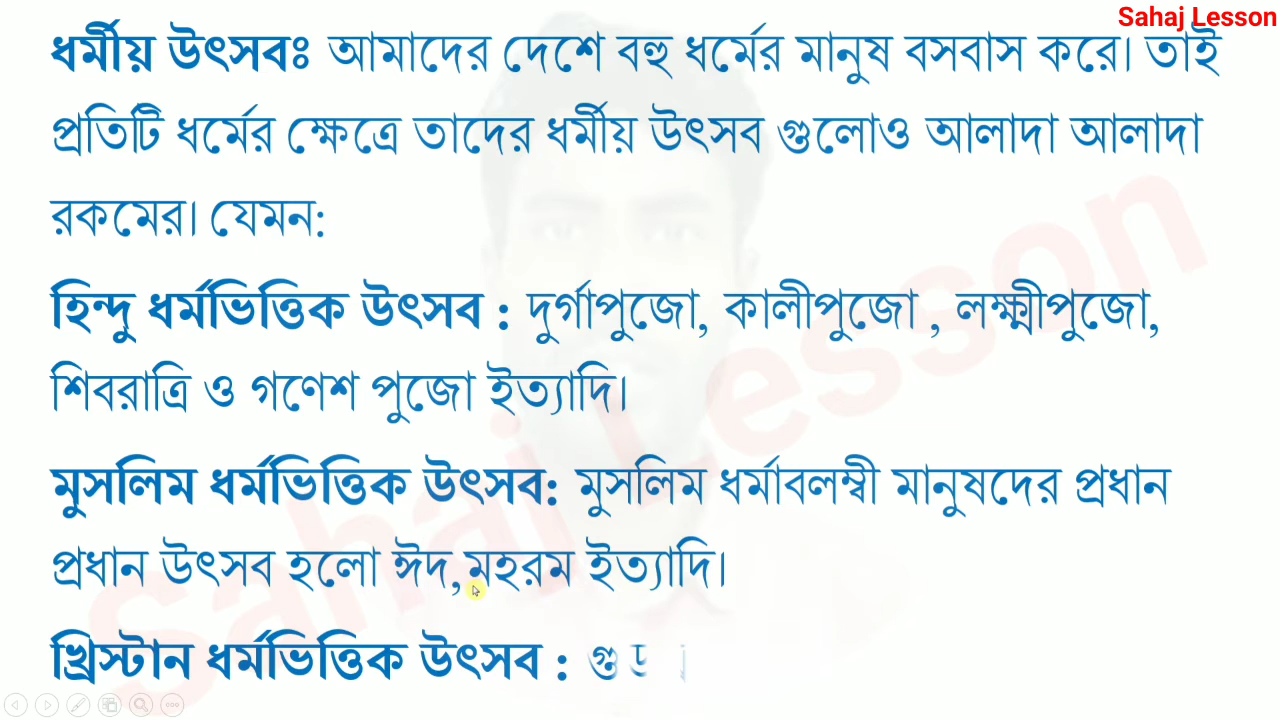 Sahaj Lesson
ধর্মীয় উৎসবঃ আমাদের দেশে বহু ধর্মের মানুষ বসবাস করে। তাই
প্রতিটি ধর্মের ক্ষেত্রে তাদের ধর্মীয় উৎসব গুলোও আলাদা আলাদা
রকমের। যেমন:
হিন্দু ধর্মভিত্তিক উৎসব : দুর্গাপুজো, কালীপুজো , লক্ষ্মীপুজো,
শিবরাত্রি ও গণেশ পুজো ইত্যাদি।
মুসলিম ধর্মভিত্তিক উৎসব: মুসলিম ধর্মাবলম্বী মানুষদের প্রধান
প্রধান উৎসব হলো ঈদ,মহরম ইত্যাদি।
খ্রিস্টান ধর্মভিত্তিক উৎসব :
Sahaj Lesson